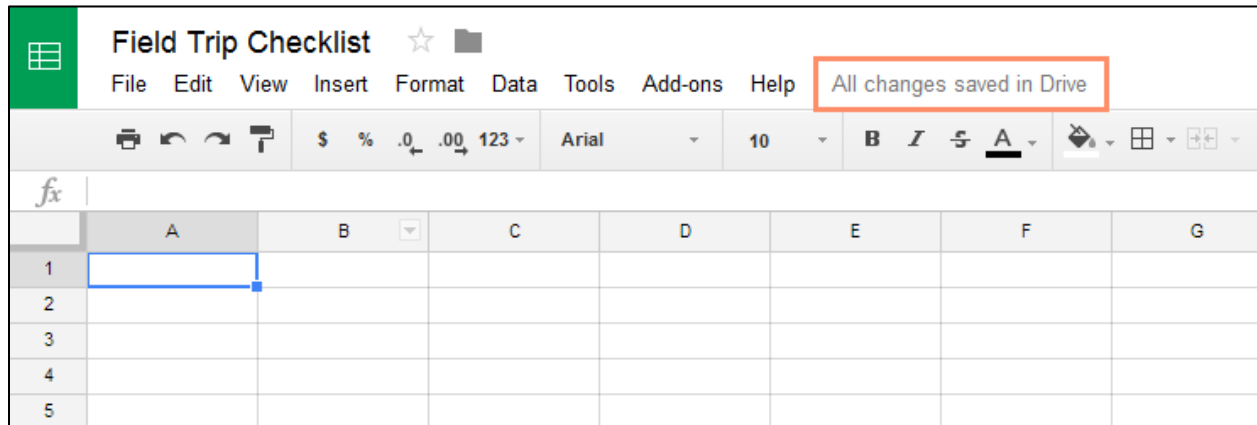 Field Trip Checklist
File Edit View Insert Format Data Tools Add-ons Help All changes saved in Drive
$ % .0 .00 123 Arial 10 B I S A
fx
A B C D E F G
1
2
3
4
5